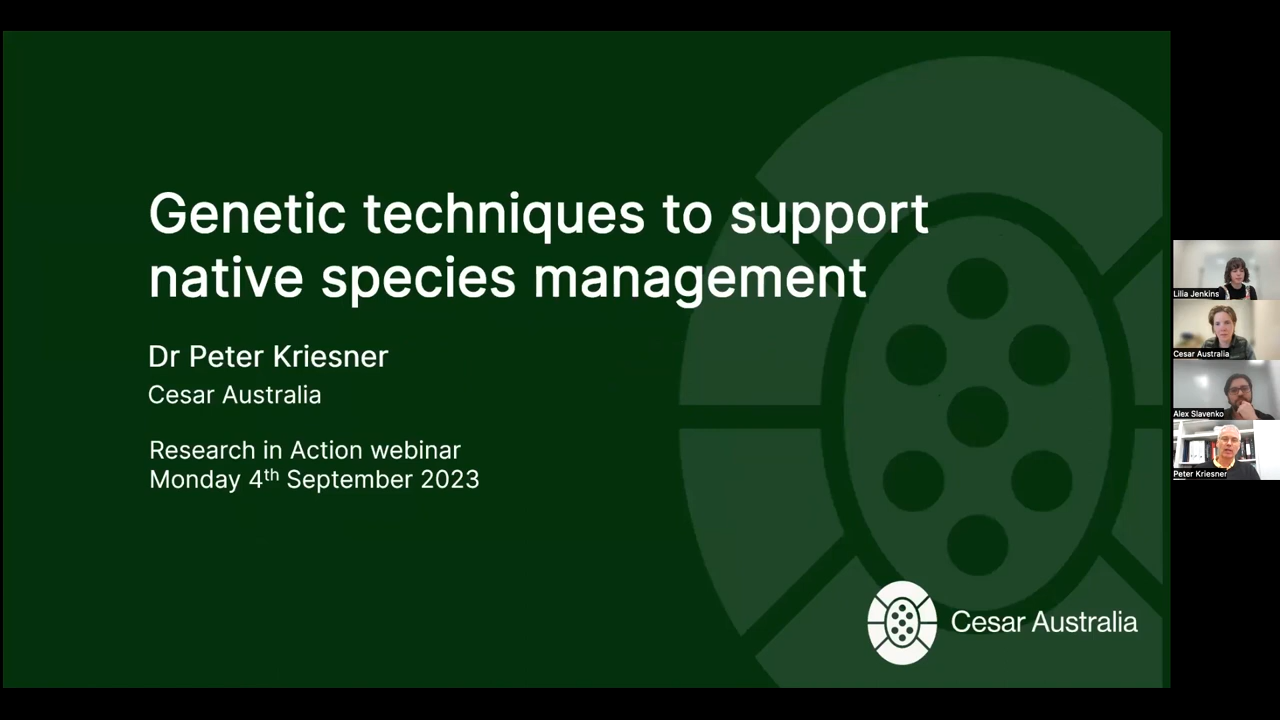 Genetic techniques to support
native species management
Dr Peter Kriesner
Cesar Australia
Research in Action webinar
Monday 4th September 2023
Cesar Australia
Lilia Jenkins
Cesar Australia
Alex Slavenko
Peter Kriesner